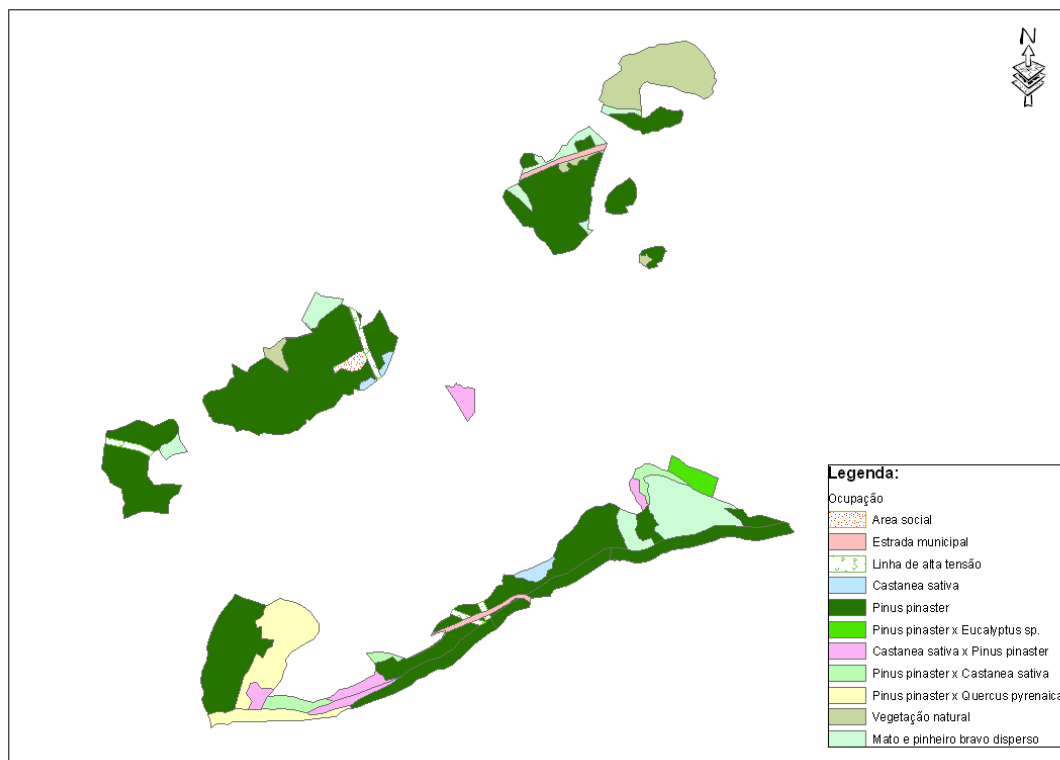 N
Legenda:
Ocupação
Area social
Estrada municipal
Linha de alta tensão
Castanea sativa
Pinus pinaster
Pinus pinaster x Eucalyptus sp.
Castanea sativa x Pinus pinaster
Pinus pinaster x Castanea sativa
Pinus pinaster x Quercus pyrenaica
Vegetação natural
Mato e pinheiro bravo disperso